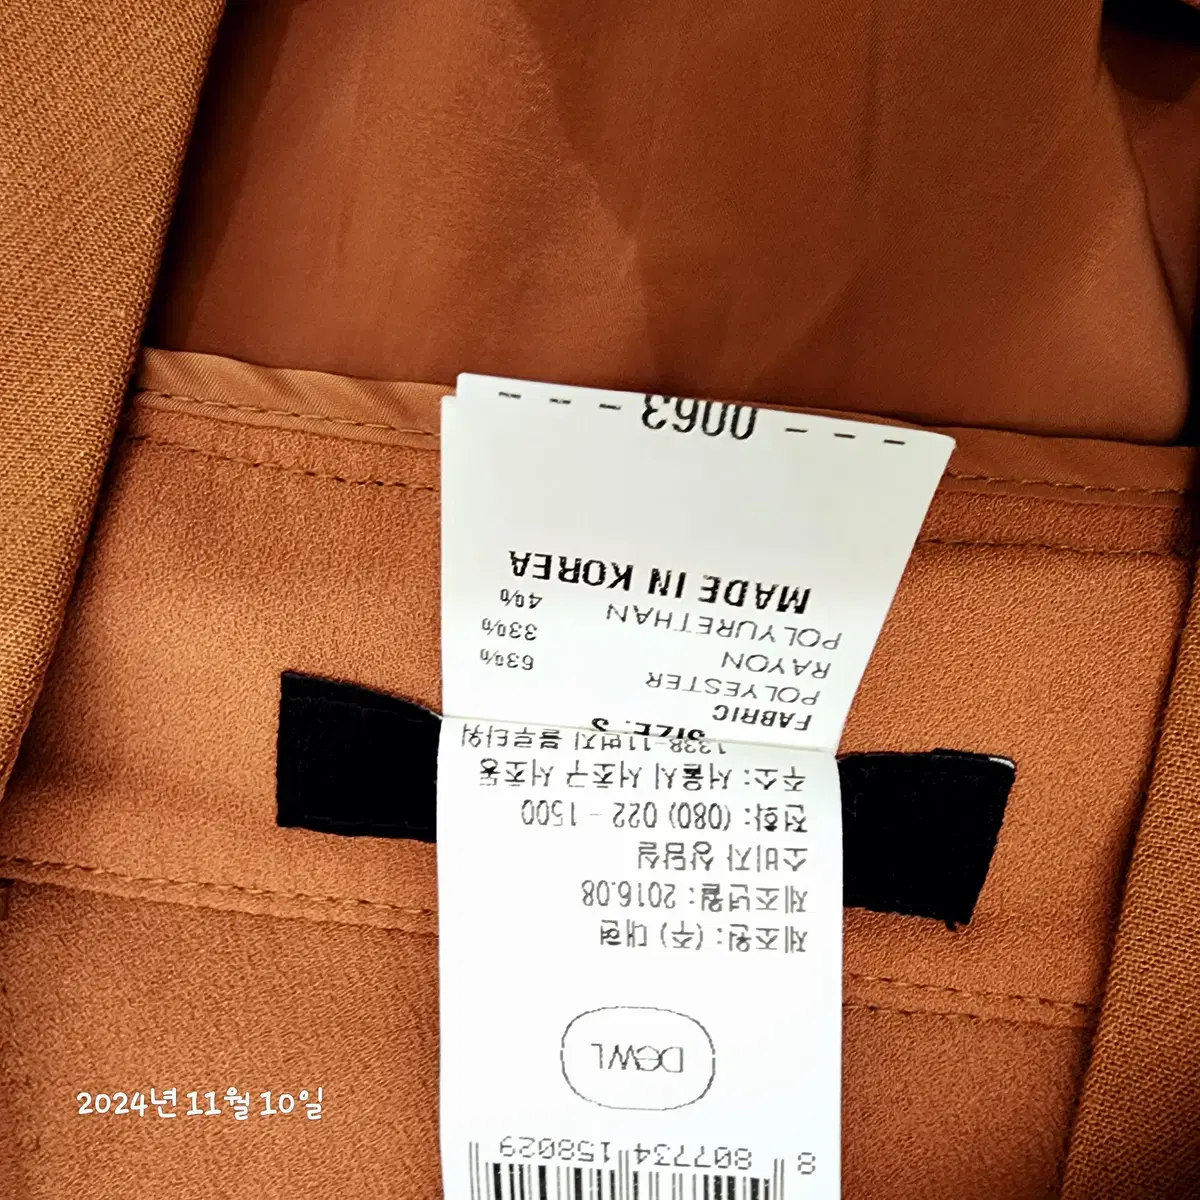 8 807734 158029
DEWL
제조원: (주) 대현
제조년월: 2016.08
소비자 상담실
전화: (080) 022 - 1500
주소: 서울시 서초구 서초동
1338-11번지 블루타워
SIZE: S
FABRIC
POLYESTER 63%
RAYON 33%
POLYURETHAN 4%
MADE IN KOREA
- - - 0063 - - -
2024년 11월 10일